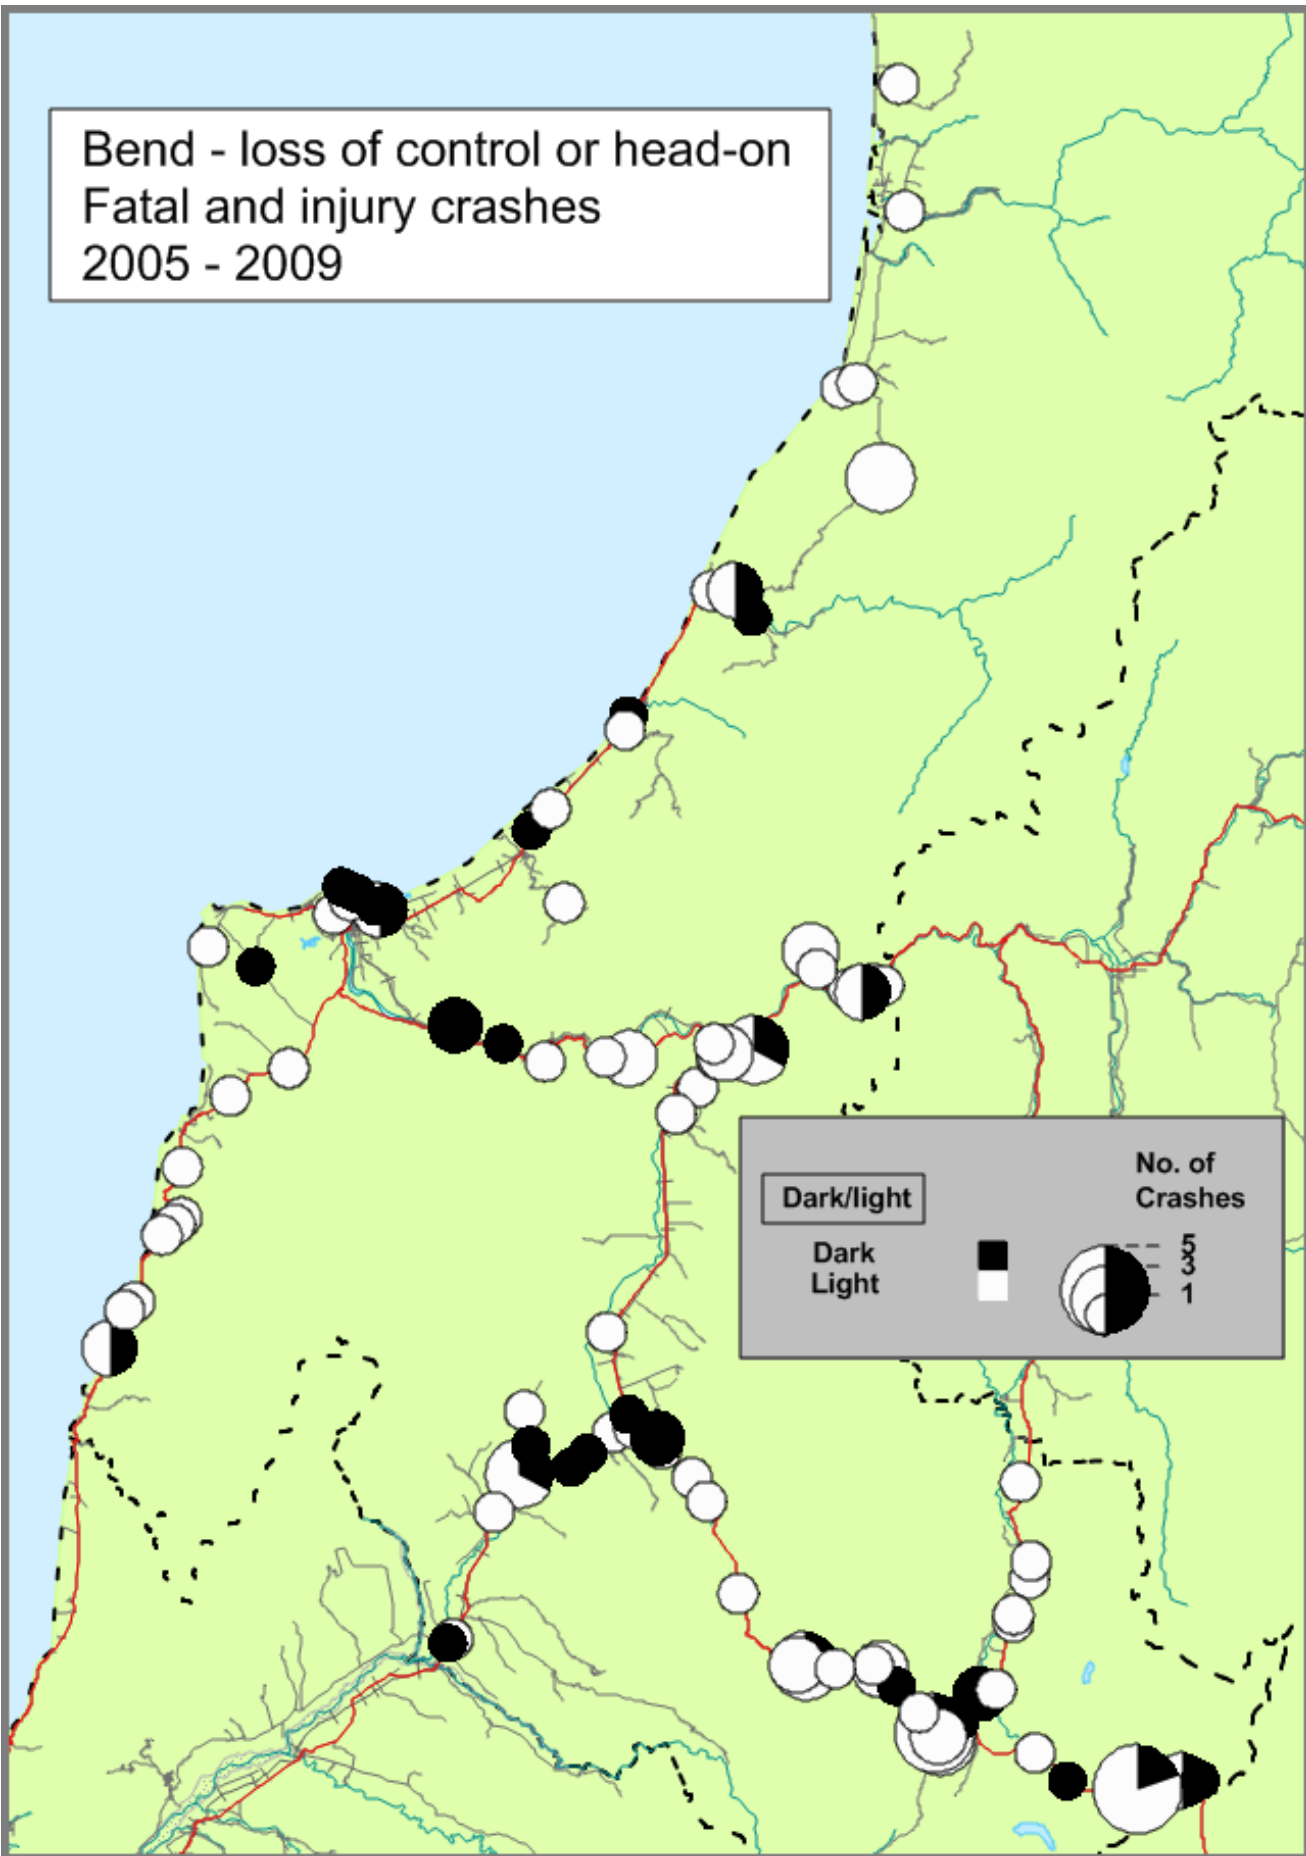 Bend - loss of control or head-on
Fatal and injury crashes
2005 - 2009
No. of
Crashes
Dark/light
Dark
Light
5
3
1